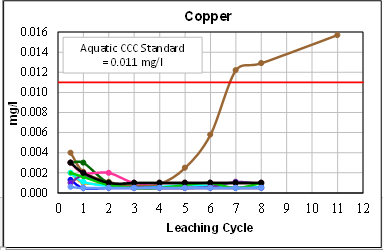 Copper
0.016
0.014
0.012
0.010
0.008
0.006
0.004
0.002
0.000
mg/l
Aquatic CCC Standard
= 0.011 mg/l
0 1 2 3 4 5 6 7 8 9 10 11 12
Leaching Cycle